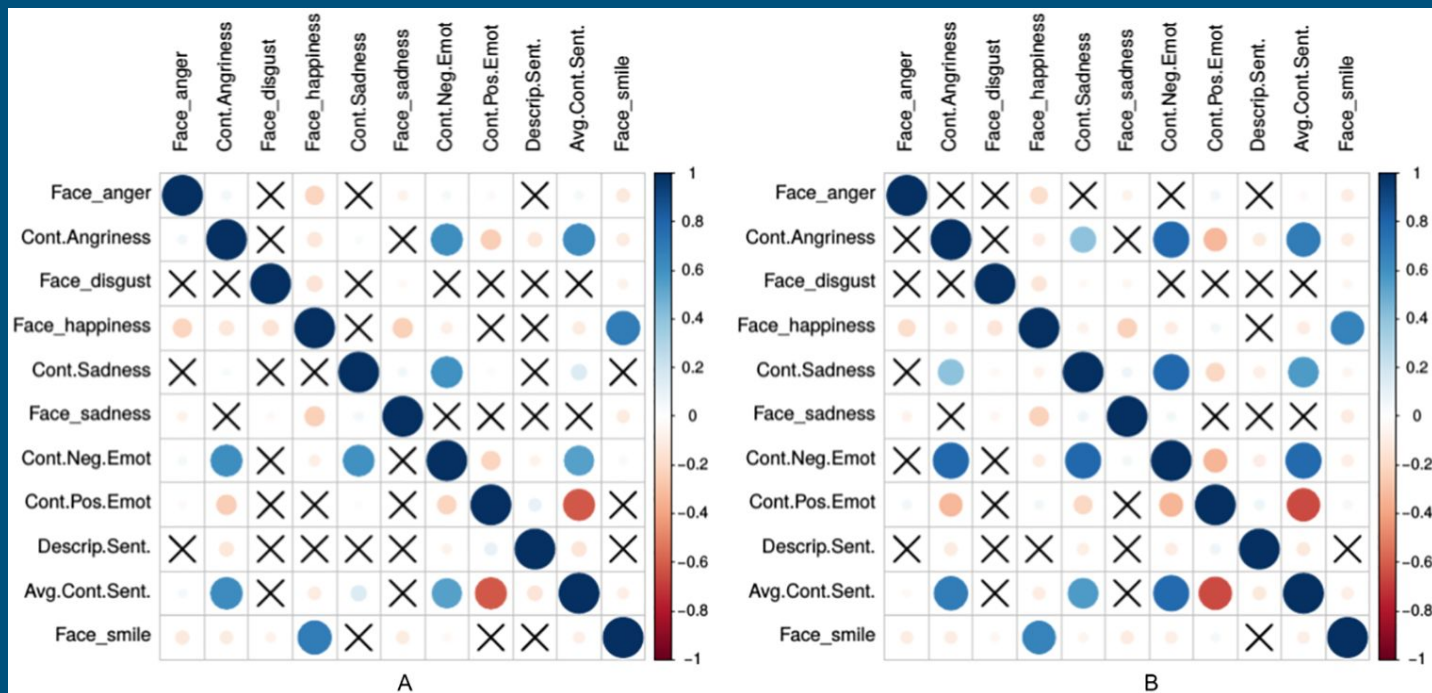 Face_anger
Cont.Angriness
Face_disgust
Face_happiness
Cont.Sadness
Face_sadness
Cont.Neg.Emot
Cont.Pos.Emot
Descrip.Sent.
Avg.Cont.Sent.
Face_smile
Face_anger
Cont.Angriness
Face_disgust
Face_happiness
Cont.Sadness
Face_sadness
Cont.Neg.Emot
Cont.Pos.Emot
Descrip.Sent.
Avg.Cont.Sent.
Face_smile
1
0.8
0.6
0.4
0.2
0
−0.2
−0.4
−0.6
−0.8
−1
A
Face_anger
Cont.Angriness
Face_disgust
Face_happiness
Cont.Sadness
Face_sadness
Cont.Neg.Emot
Cont.Pos.Emot
Descrip.Sent.
Avg.Cont.Sent.
Face_smile
Face_anger
Cont.Angriness
Face_disgust
Face_happiness
Cont.Sadness
Face_sadness
Cont.Neg.Emot
Cont.Pos.Emot
Descrip.Sent.
Avg.Cont.Sent.
Face_smile
1
0.8
0.6
0.4
0.2
0
−0.2
−0.4
−0.6
−0.8
−1
B